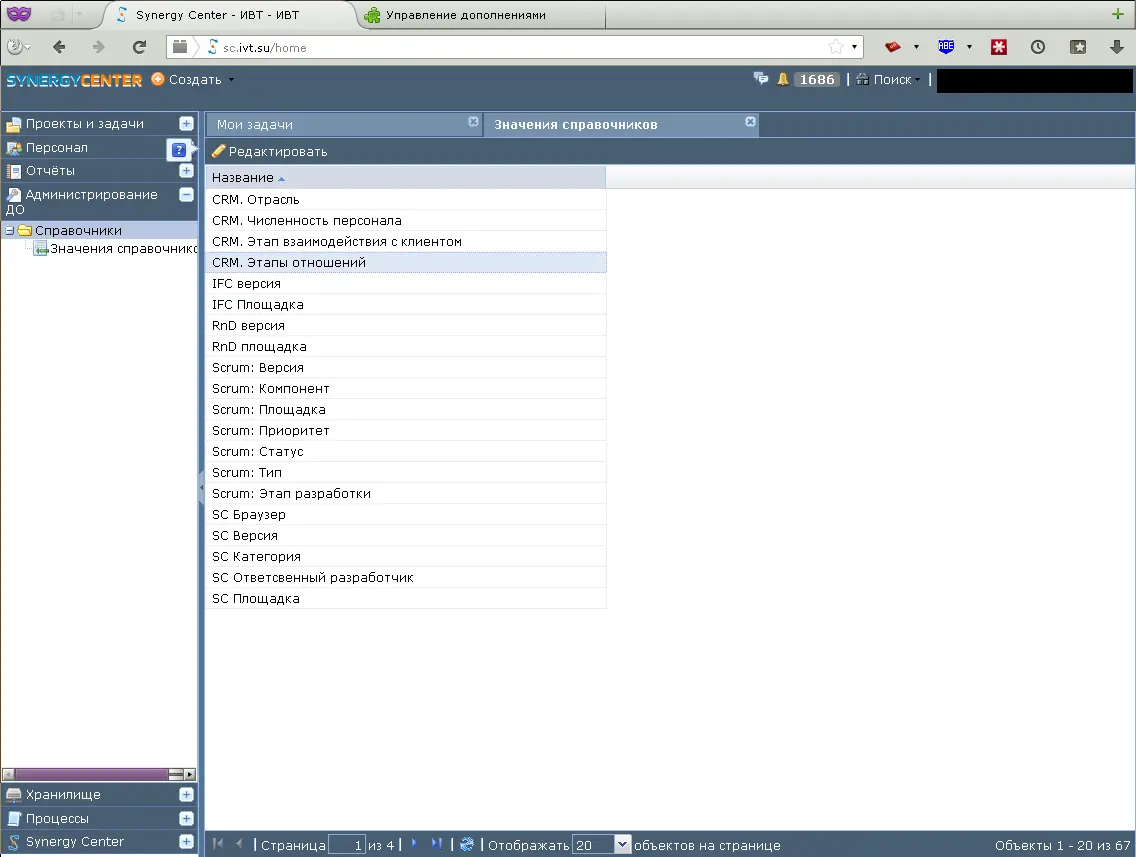 Synergy Center - ИВТ - ИВТ
Управление дополнениями
sc.ivt.su/home
ABE
SYNERGYCENTER
Создать
1686
Поиск
Проекты и задачи
Персонал
Отчёты
Администрирование
ДО
Справочники
Значения справочнико
Хранилище
Процессы
Synergy Center
Мои задачи
Значения справочников
Редактировать
Название
CRM. Отрасль
CRM. Численность персонала
CRM. Этап взаимодействия с клиентом
CRM. Этапы отношений
IFC версия
IFC Площадка
RnD версия
RnD площадка
Scrum: Версия
Scrum: Компонент
Scrum: Площадка
Scrum: Приоритет
Scrum: Статус
Scrum: Тип
Scrum: Этап разработки
SC Браузер
SC Версия
SC Категория
SC Ответсвенный разработчик
SC Площадка
Страница 1 из 4 Отображать 20 объектов на странице Объекты 1 - 20 из 67